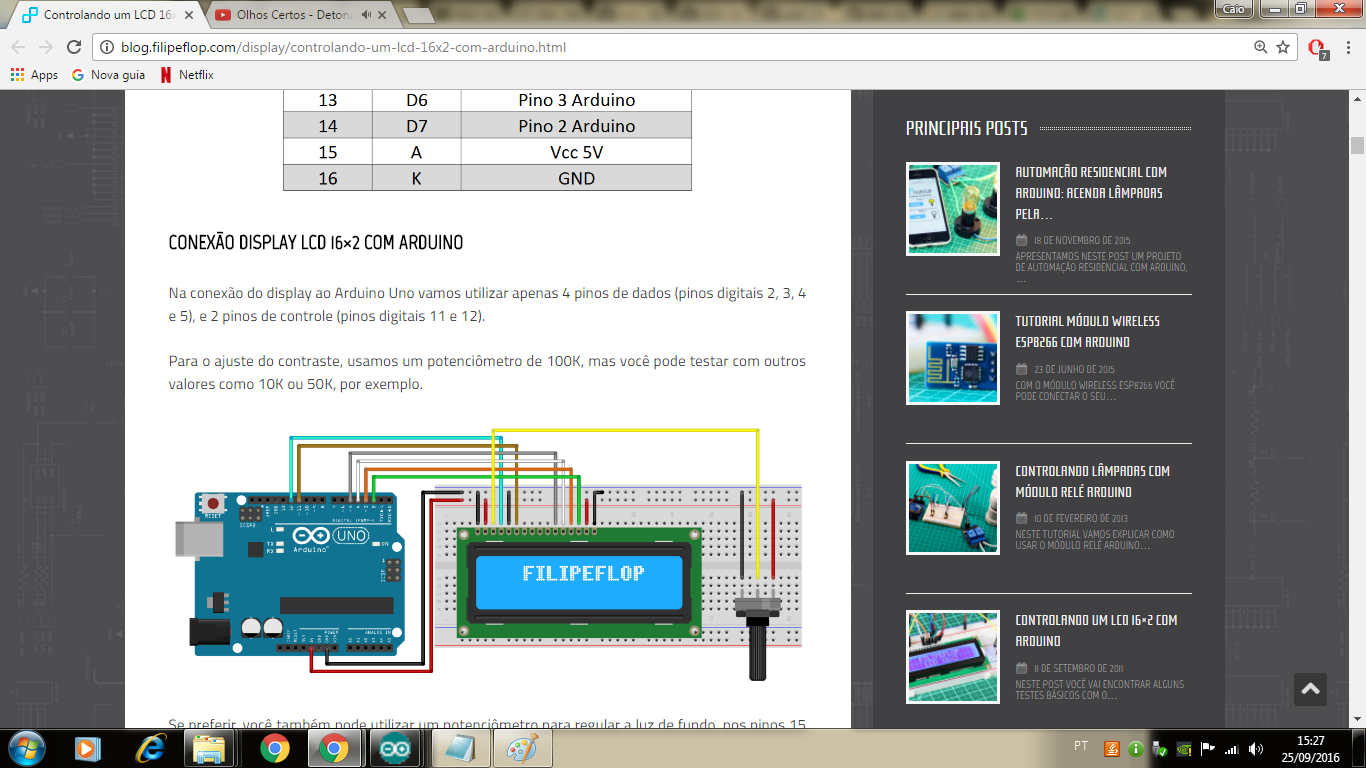 Controlando um LCD 16x
Olhos Certos - Detona
Caio
blog.filipeflop.com/display/controlando-um-lcd-16x2-com-arduino.html
7
Apps
Nova guia
Netflix
13 D6 Pino 3 Arduino
14 D7 Pino 2 Arduino
15 A Vcc 5V
16 K GND
CONEXÃO DISPLAY LCD 16×2 COM ARDUINO
Na conexão do display ao Arduino Uno vamos utilizar apenas 4 pinos de dados (pinos digitais 2, 3, 4
e 5), e 2 pinos de controle (pinos digitais 11 e 12).
Para o ajuste do contraste, usamos um potenciômetro de 100K, mas você pode testar com outros
valores como 10K ou 50K, por exemplo.
RESET
ICSP2
L
TX
RX
Arduino™
UNO
ON
ICSP
POWER
ANALOG IN
FILIPEFLOP
Se preferir, você também pode utilizar um potenciômetro para regular a luz de fundo, nos pinos 15
PRINCIPAIS POSTS
AUTOMAÇÃO RESIDENCIAL COM
ARDUINO: ACENDA LÂMPADAS
PELA...
18 DE NOVEMBRO DE 2015
APRESENTAMOS NESTE POST UM PROJETO
DE AUTOMAÇÃO RESIDENCIAL COM ARDUINO,
...
TUTORIAL MÓDULO WIRELESS
ESP8266 COM ARDUINO
23 DE JUNHO DE 2015
COM O MÓDULO WIRELESS ESP8266 VOCÊ
PODE CONECTAR O SEU...
CONTROLANDO LÂMPADAS COM
MÓDULO RELÉ ARDUINO
10 DE FEVEREIRO DE 2013
NESTE TUTORIAL VAMOS EXPLICAR COMO
USAR O MÓDULO RELÉ ARDUINO...
CONTROLANDO UM LCD 16×2 COM
ARDUINO
11 DE SETEMBRO DE 2011
NESTE POST VOCÊ VAI ENCONTRAR ALGUNS
TESTES BÁSICOS COM O...
PT
15:27
25/09/2016